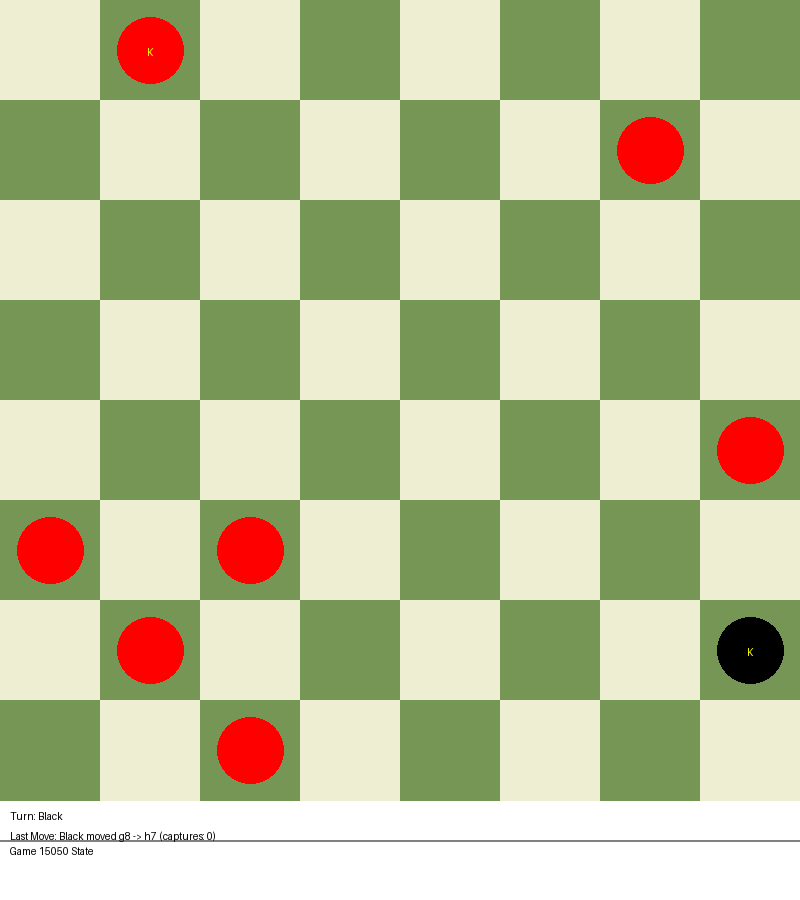 K
K
Turn: Black
Last Move: Black moved g8 -> h7 (captures: 0)
Game 15050 State